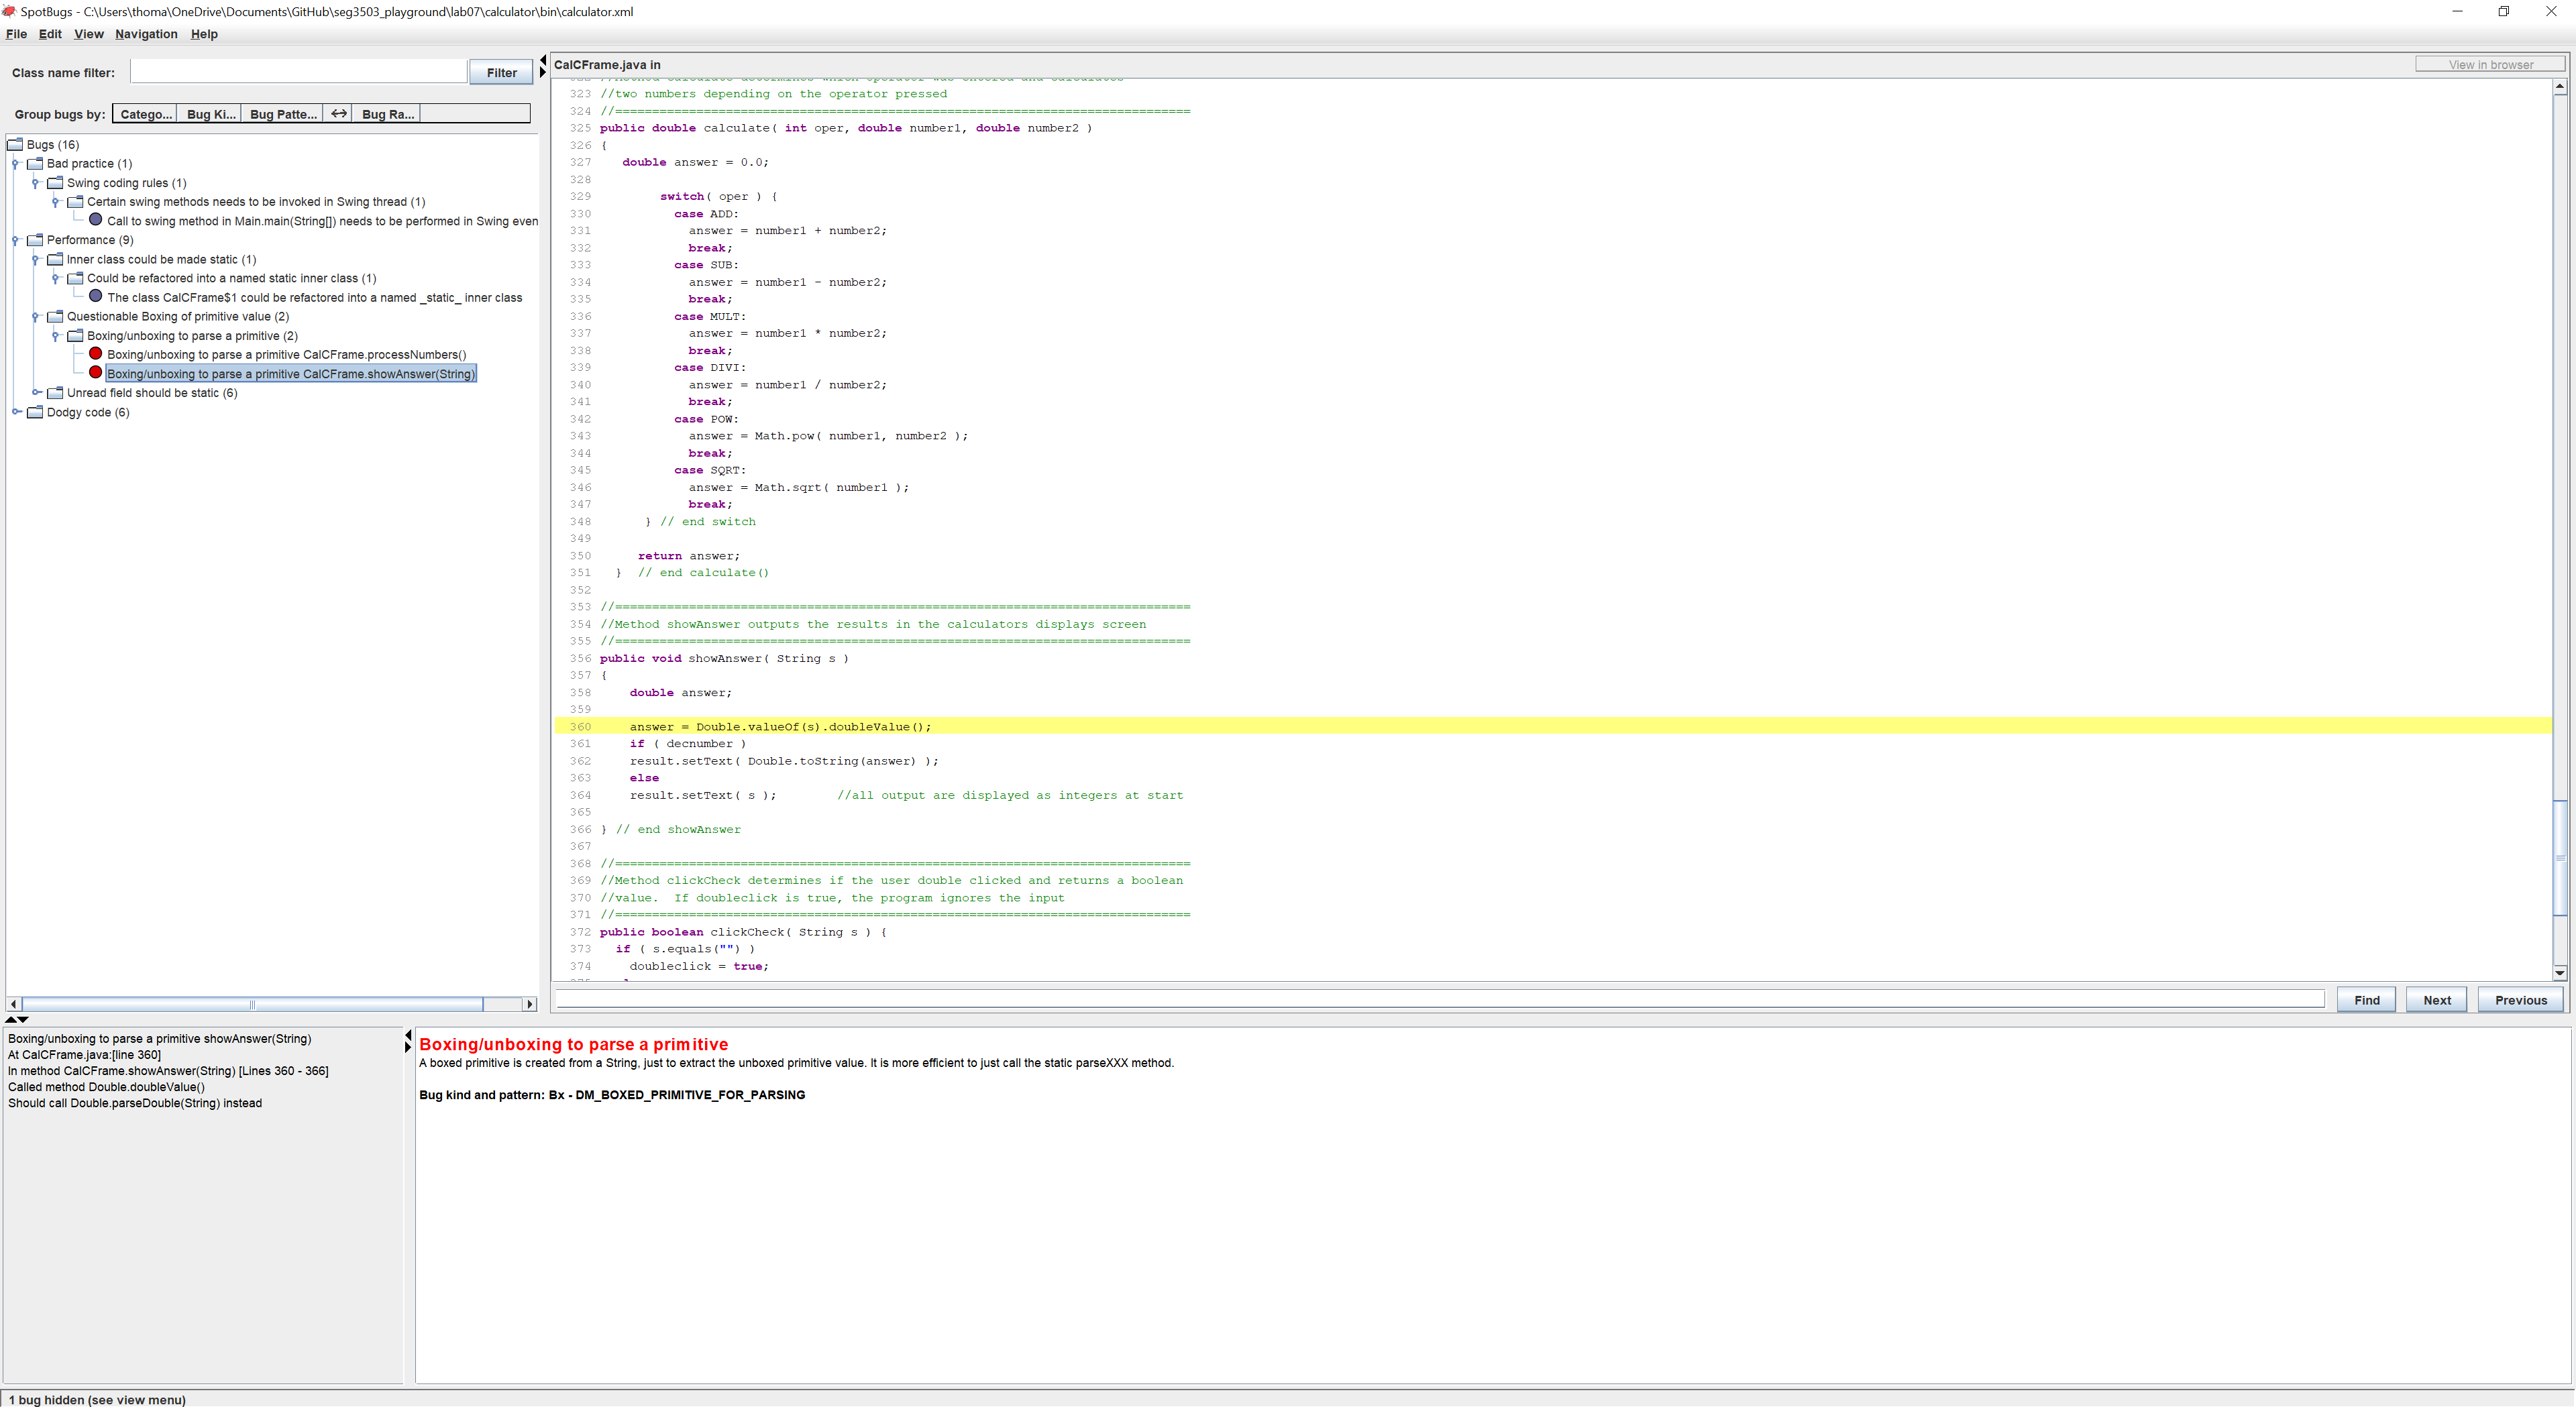 SpotBugs - C:\Users\thoma\OneDrive\Documents\GitHub\seg3503_playground\lab07\calculator\bin\calculator.xml
File Edit View Navigation Help
Class name filter:
Filter
Group bugs by: Catego... Bug Ki... Bug Patte... Bug Ra...
Bugs (16)
Bad practice (1)
Swing coding rules (1)
Certain swing methods needs to be invoked in Swing thread (1)
Call to swing method in Main.main(String[]) needs to be performed in Swing even
Performance (9)
Inner class could be made static (1)
Could be refactored into a named static inner class (1)
The class CalCFrame$1 could be refactored into a named _static_ inner class
Questionable Boxing of primitive value (2)
Boxing/unboxing to parse a primitive (2)
Boxing/unboxing to parse a primitive CalCFrame.processNumbers()
Boxing/unboxing to parse a primitive CalCFrame.showAnswer(String)
Unread field should be static (6)
Dodgy code (6)
CalCFrame.java in
View in browser
323 //two numbers depending on the operator pressed
324 //==============================================================================
325 public double calculate( int oper, double number1, double number2 )
326 {
327 double answer = 0.0;
328
329 switch( oper ) {
330 case ADD:
331 answer = number1 + number2;
332 break;
333 case SUB:
334 answer = number1 - number2;
335 break;
336 case MULT:
337 answer = number1 * number2;
338 break;
339 case DIVI:
340 answer = number1 / number2;
341 break;
342 case POW:
343 answer = Math.pow( number1, number2 );
344 break;
345 case SQRT:
346 answer = Math.sqrt( number1 );
347 break;
348 } // end switch
349
350 return answer;
351 } // end calculate()
352
353 //==============================================================================
354 //Method showAnswer outputs the results in the calculators displays screen
355 //==============================================================================
356 public void showAnswer( String s )
357 {
358 double answer;
359
360 answer = Double.valueOf(s).doubleValue();
361 if ( decnumber )
362 result.setText( Double.toString(answer) );
363 else
364 result.setText( s ); //all output are displayed as integers at start
365
366 } // end showAnswer
367
368 //==============================================================================
369 //Method clickCheck determines if the user double clicked and returns a boolean
370 //value. If doubleclick is true, the program ignores the input
371 //==============================================================================
372 public boolean clickCheck( String s ) {
373 if ( s.equals("") )
374 doubleclick = true;
Find Next Previous
Boxing/unboxing to parse a primitive showAnswer(String)
At CalCFrame.java:[line 360]
In method CalCFrame.showAnswer(String) [Lines 360 - 366]
Called method Double.doubleValue()
Should call Double.parseDouble(String) instead
Boxing/unboxing to parse a primitive
A boxed primitive is created from a String, just to extract the unboxed primitive value. It is more efficient to just call the static parseXXX method.
Bug kind and pattern: Bx - DM_BOXED_PRIMITIVE_FOR_PARSING
1 bug hidden (see view menu)